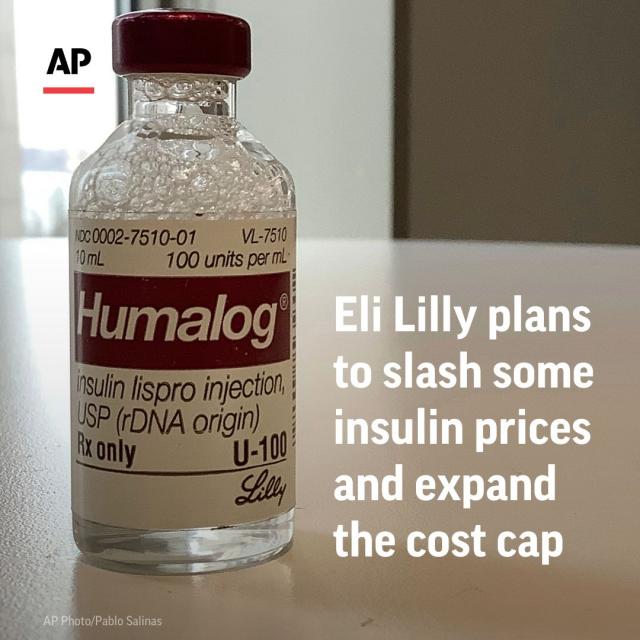 AP
NDC 0002-7510-01 VL-7510
10 mL 100 units per mL
Humalog®
insulin lispro injection,
USP (rDNA origin)
Rx only U-100
Lilly
Eli Lilly plans
to slash some
insulin prices
and expand
the cost cap
AP Photo/Pablo Salinas